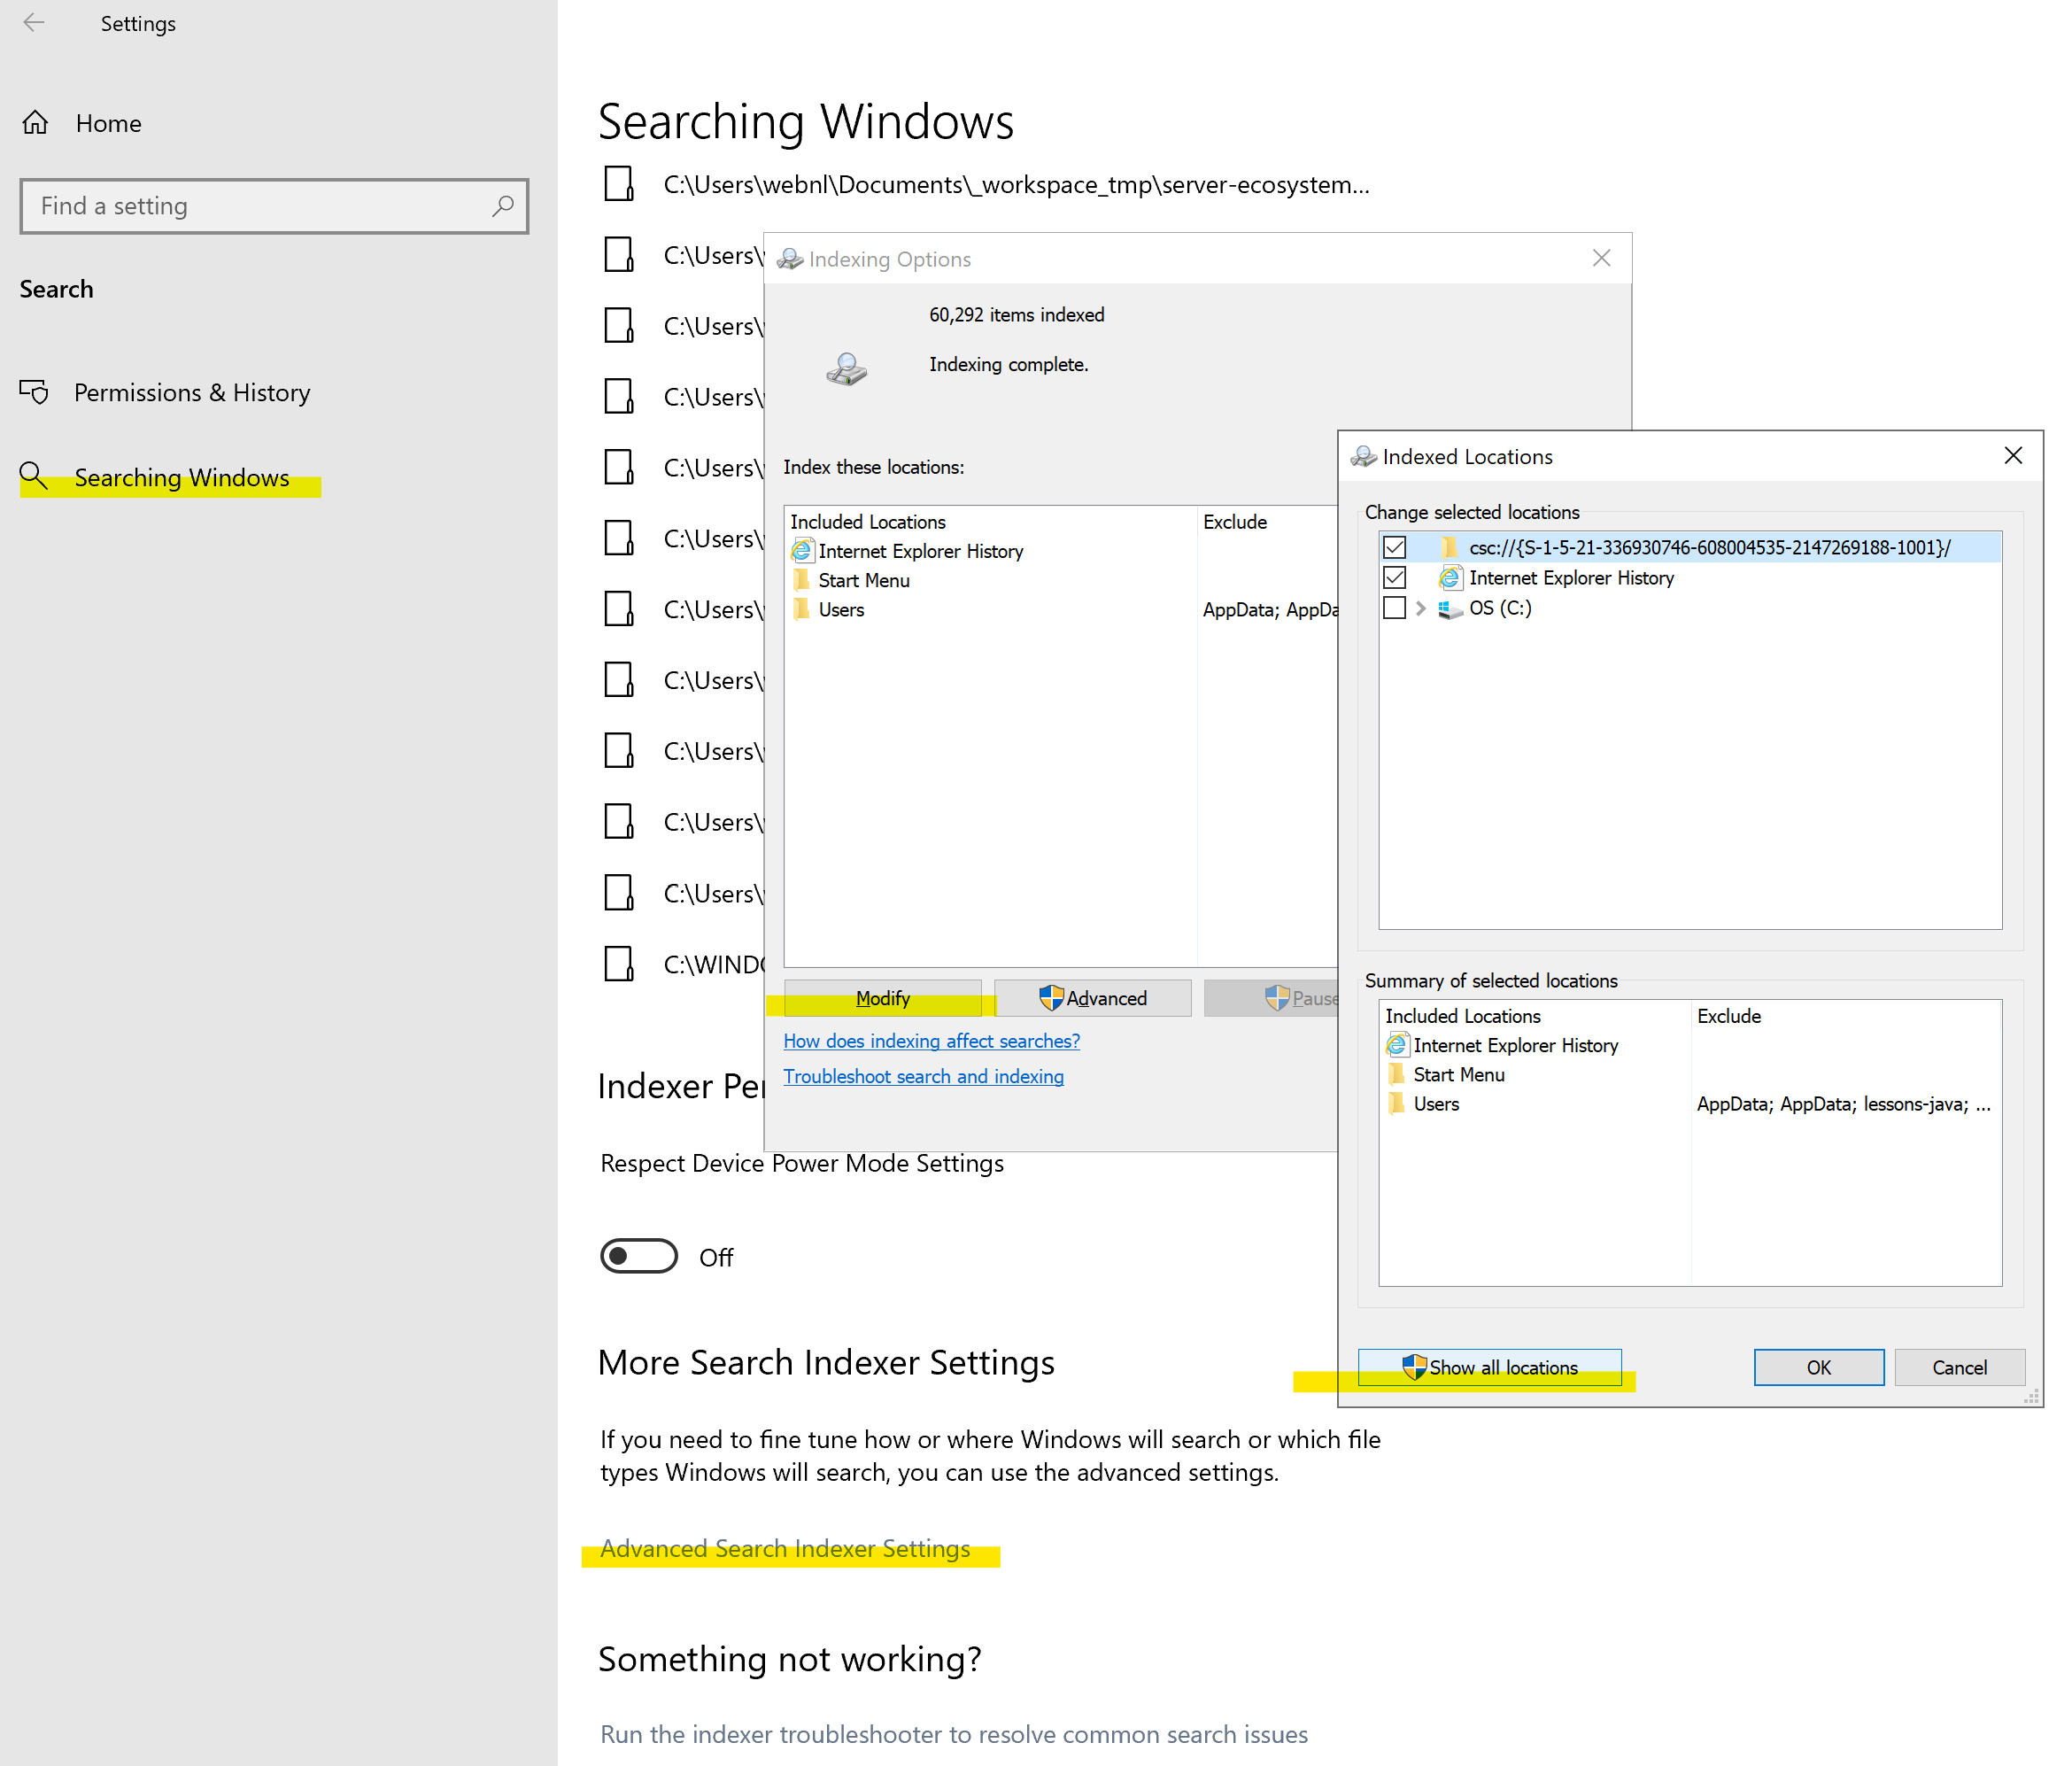 Settings
Home
Find a setting
Search
Permissions & History
Searching Windows
Searching Windows
C:\Users\webnl\Documents\_workspace_tmp\server-ecosystem...
C:\Users\
C:\Users\
C:\Users\
C:\Users\
C:\Users\
C:\Users\
C:\Users\
C:\Users\
C:\Users\
C:\Users\
Indexer
Respect Device Power Mode Settings
Off
More Search Indexer Settings
If you need to fine tune how or where Windows will search or which file
types Windows will search, you can use the advanced settings.
Advanced Search Indexer Settings
Something not working?
Run the indexer troubleshooter to resolve common search issues
Indexing Options
60,292 items indexed
Indexing complete.
Index these locations:
Included Locations Exclude
Internet Explorer History
Start Menu
Users AppData;
Modify Advanced Pause
How does indexing affect searches?
Troubleshoot search and indexing
Indexed Locations
Change selected locations
csc://{S-1-5-21-336930746-608004535-2147269188-1001}/
Internet Explorer History
OS (C:)
Summary of selected locations
Included Locations Exclude
Internet Explorer History
Start Menu
Users AppData; AppData; lessons-java; ...
Show all locations OK Cancel